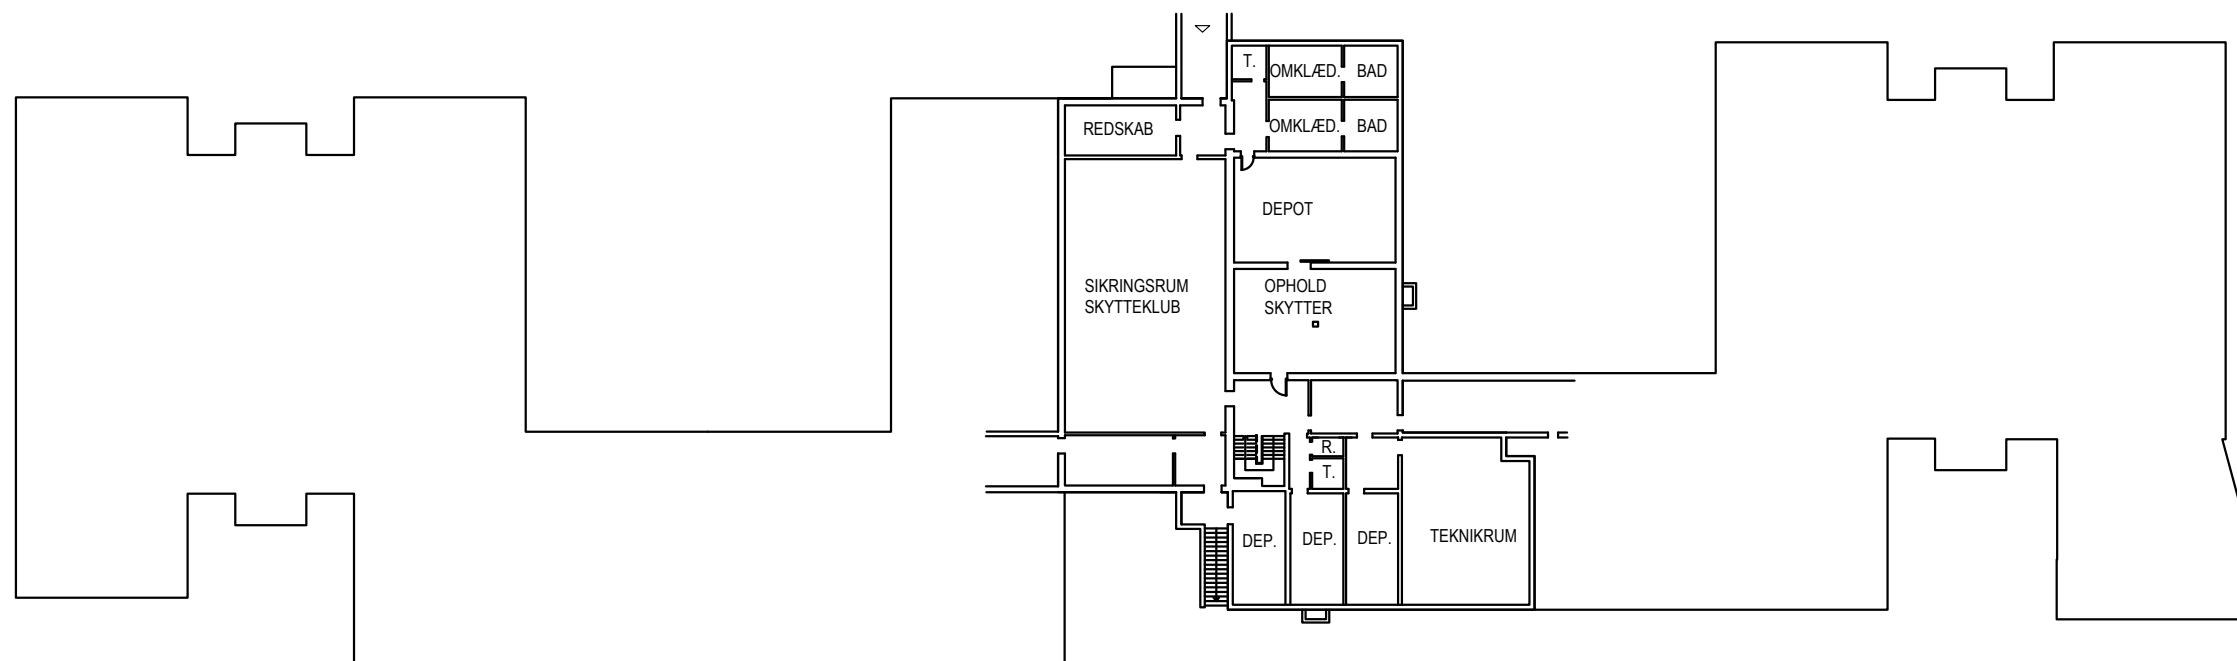 T.
OMKLÆD.
BAD
REDSKAB
OMKLÆD.
BAD
DEPOT
SIKRINGSRUM
SKYTTEKLUB
OPHOLD
SKYTTER
R.
T.
DEP.
DEP.
DEP.
TEKNIKRUM